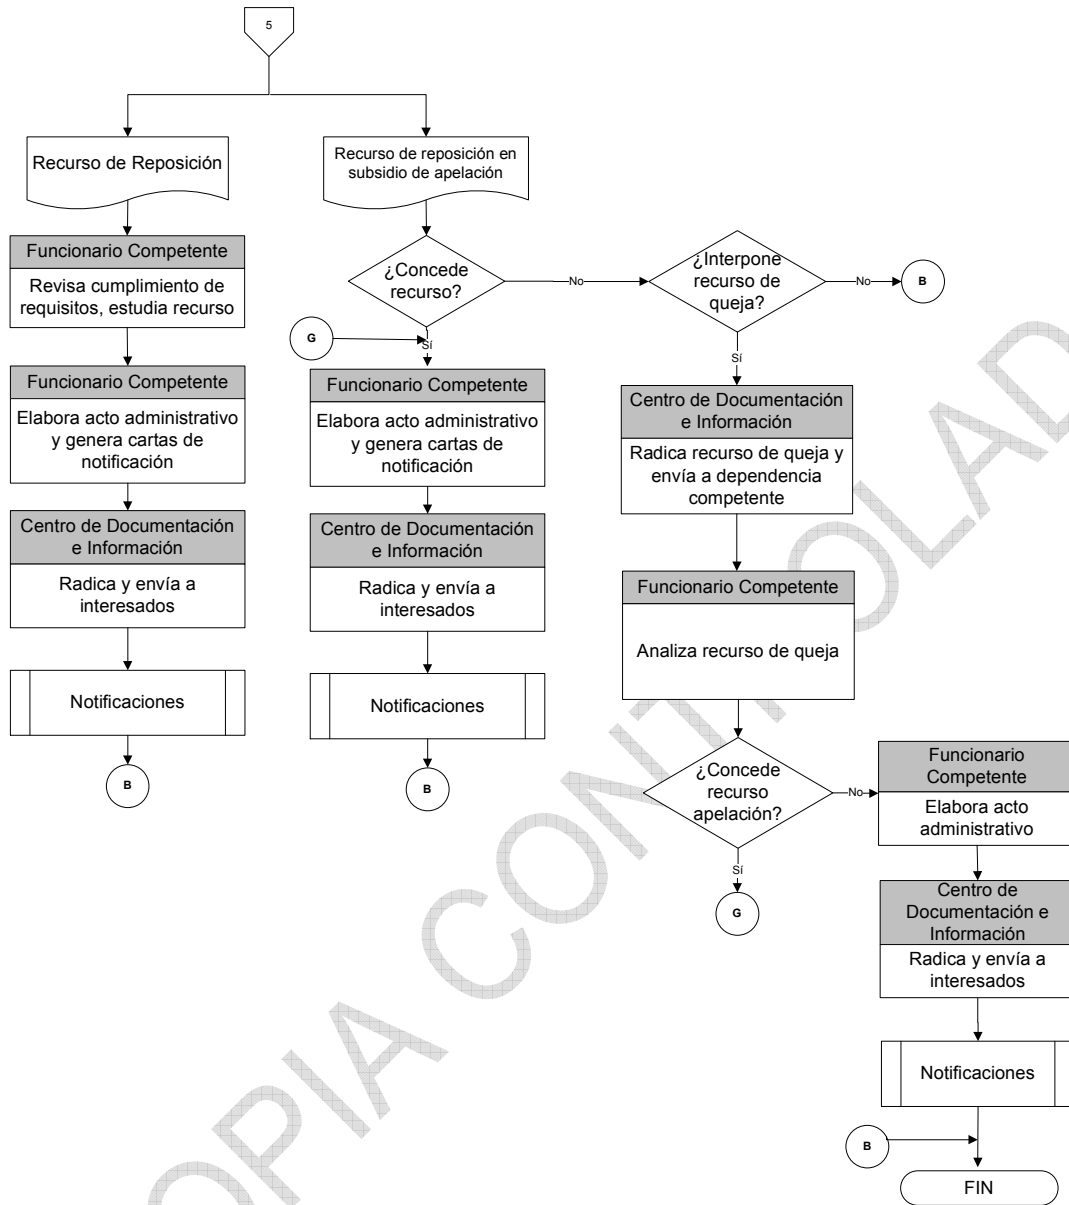 5
Recurso de Reposición
Funcionario Competente
Revisa cumplimiento de
requisitos, estudia recurso
Funcionario Competente
Elabora acto administrativo
y genera cartas de
notificación
Centro de Documentación
e Información
Radica y envía a
interesados
Notificaciones
B
Recurso de reposición en
subsidio de apelación
¿Concede
recurso?
No
G
Sí
Funcionario Competente
Elabora acto administrativo
y genera cartas de
notificación
Centro de Documentación
e Información
Radica y envía a
interesados
Notificaciones
B
¿Interpone
recurso de
queja?
No
B
Sí
Centro de Documentación
e Información
Radica recurso de queja y
envía a dependencia
competente
Funcionario Competente
Analiza recurso de queja
¿Concede
recurso
apelación?
No
Sí
G
Funcionario
Competente
Elabora acto
administrativo
Centro de
Documentación e
Información
Radica y envía a
interesados
Notificaciones
B
FIN
OPIA CONTROLAD